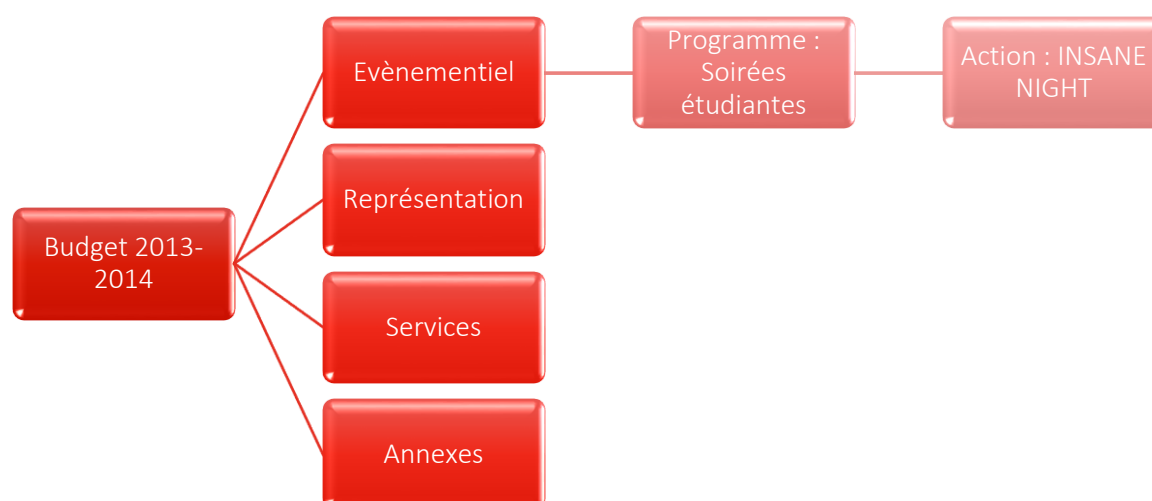 Evènementiel
Programme :
Soirées
étudiantes
Action : INSANE
NIGHT
Représentation
Budget 2013-
2014
Services
Annexes